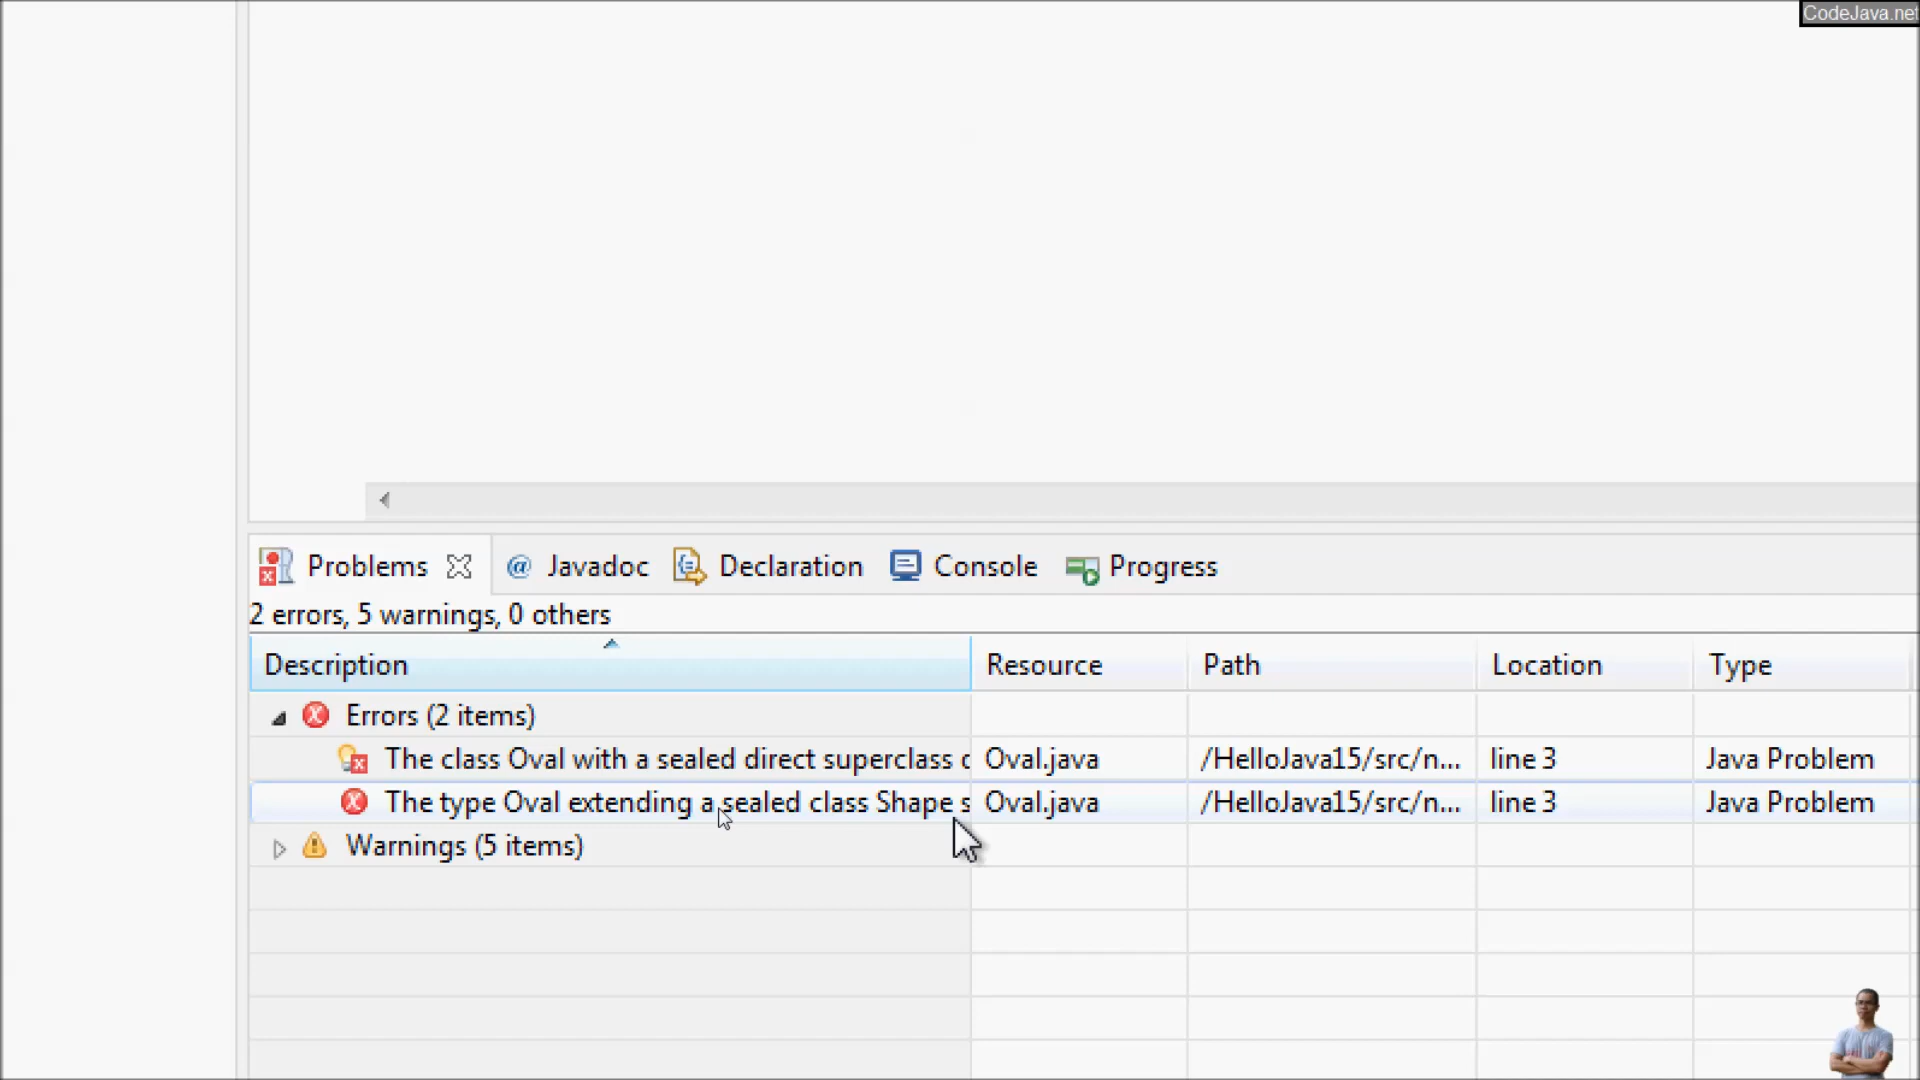 CodeJava.net
Problems Javadoc Declaration Console Progress
2 errors, 5 warnings, 0 others
Description Resource Path Location Type
Errors (2 items)
The class Oval with a sealed direct superclass Oval.java /HelloJava15/src/n... line 3 Java Problem
The type Oval extending a sealed class Shape s Oval.java /HelloJava15/src/n... line 3 Java Problem
Warnings (5 items)